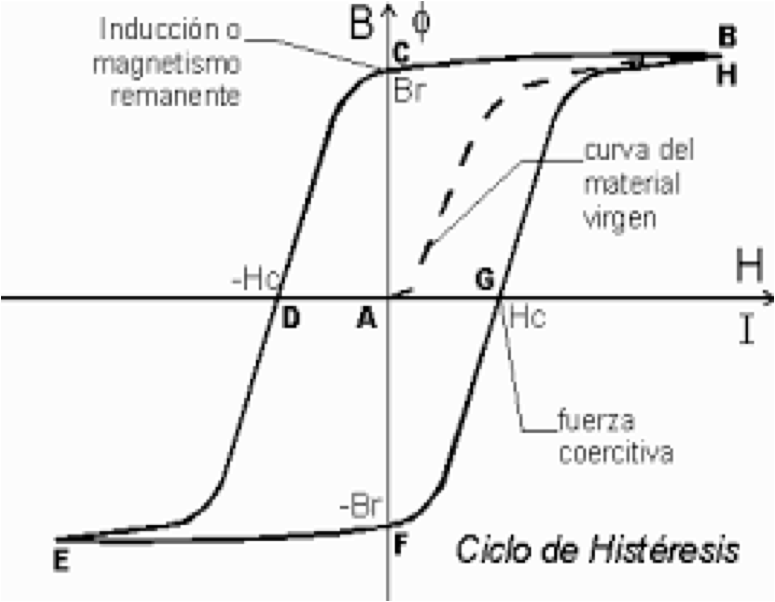 B ϕ
Inducción o
magnetismo
remanente
C
Br
B
H
curva del
material
virgen
-Hc
G
H
D
A
Hc
I
fuerza
coercitiva
-Br
F
E
Ciclo de Histéresis